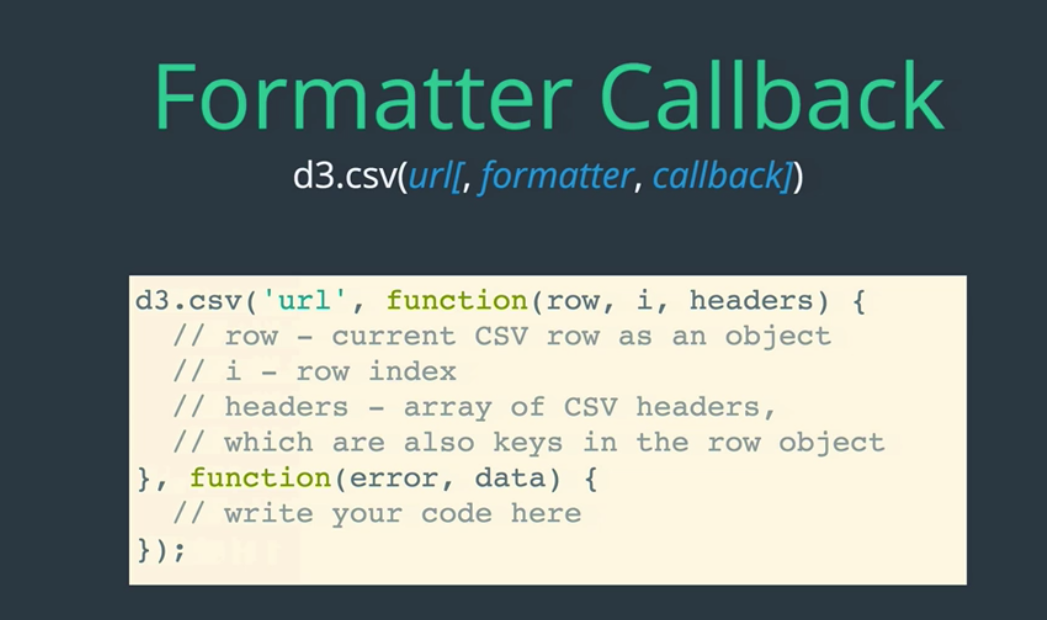 Formatter Callback
d3.csv(url[, formatter, callback])
d3.csv('url', function(row, i, headers) {
  // row – current CSV row as an object
  // i – row index
  // headers – array of CSV headers,
  // which are also keys in the row object
}, function(error, data) {
  // write your code here
});